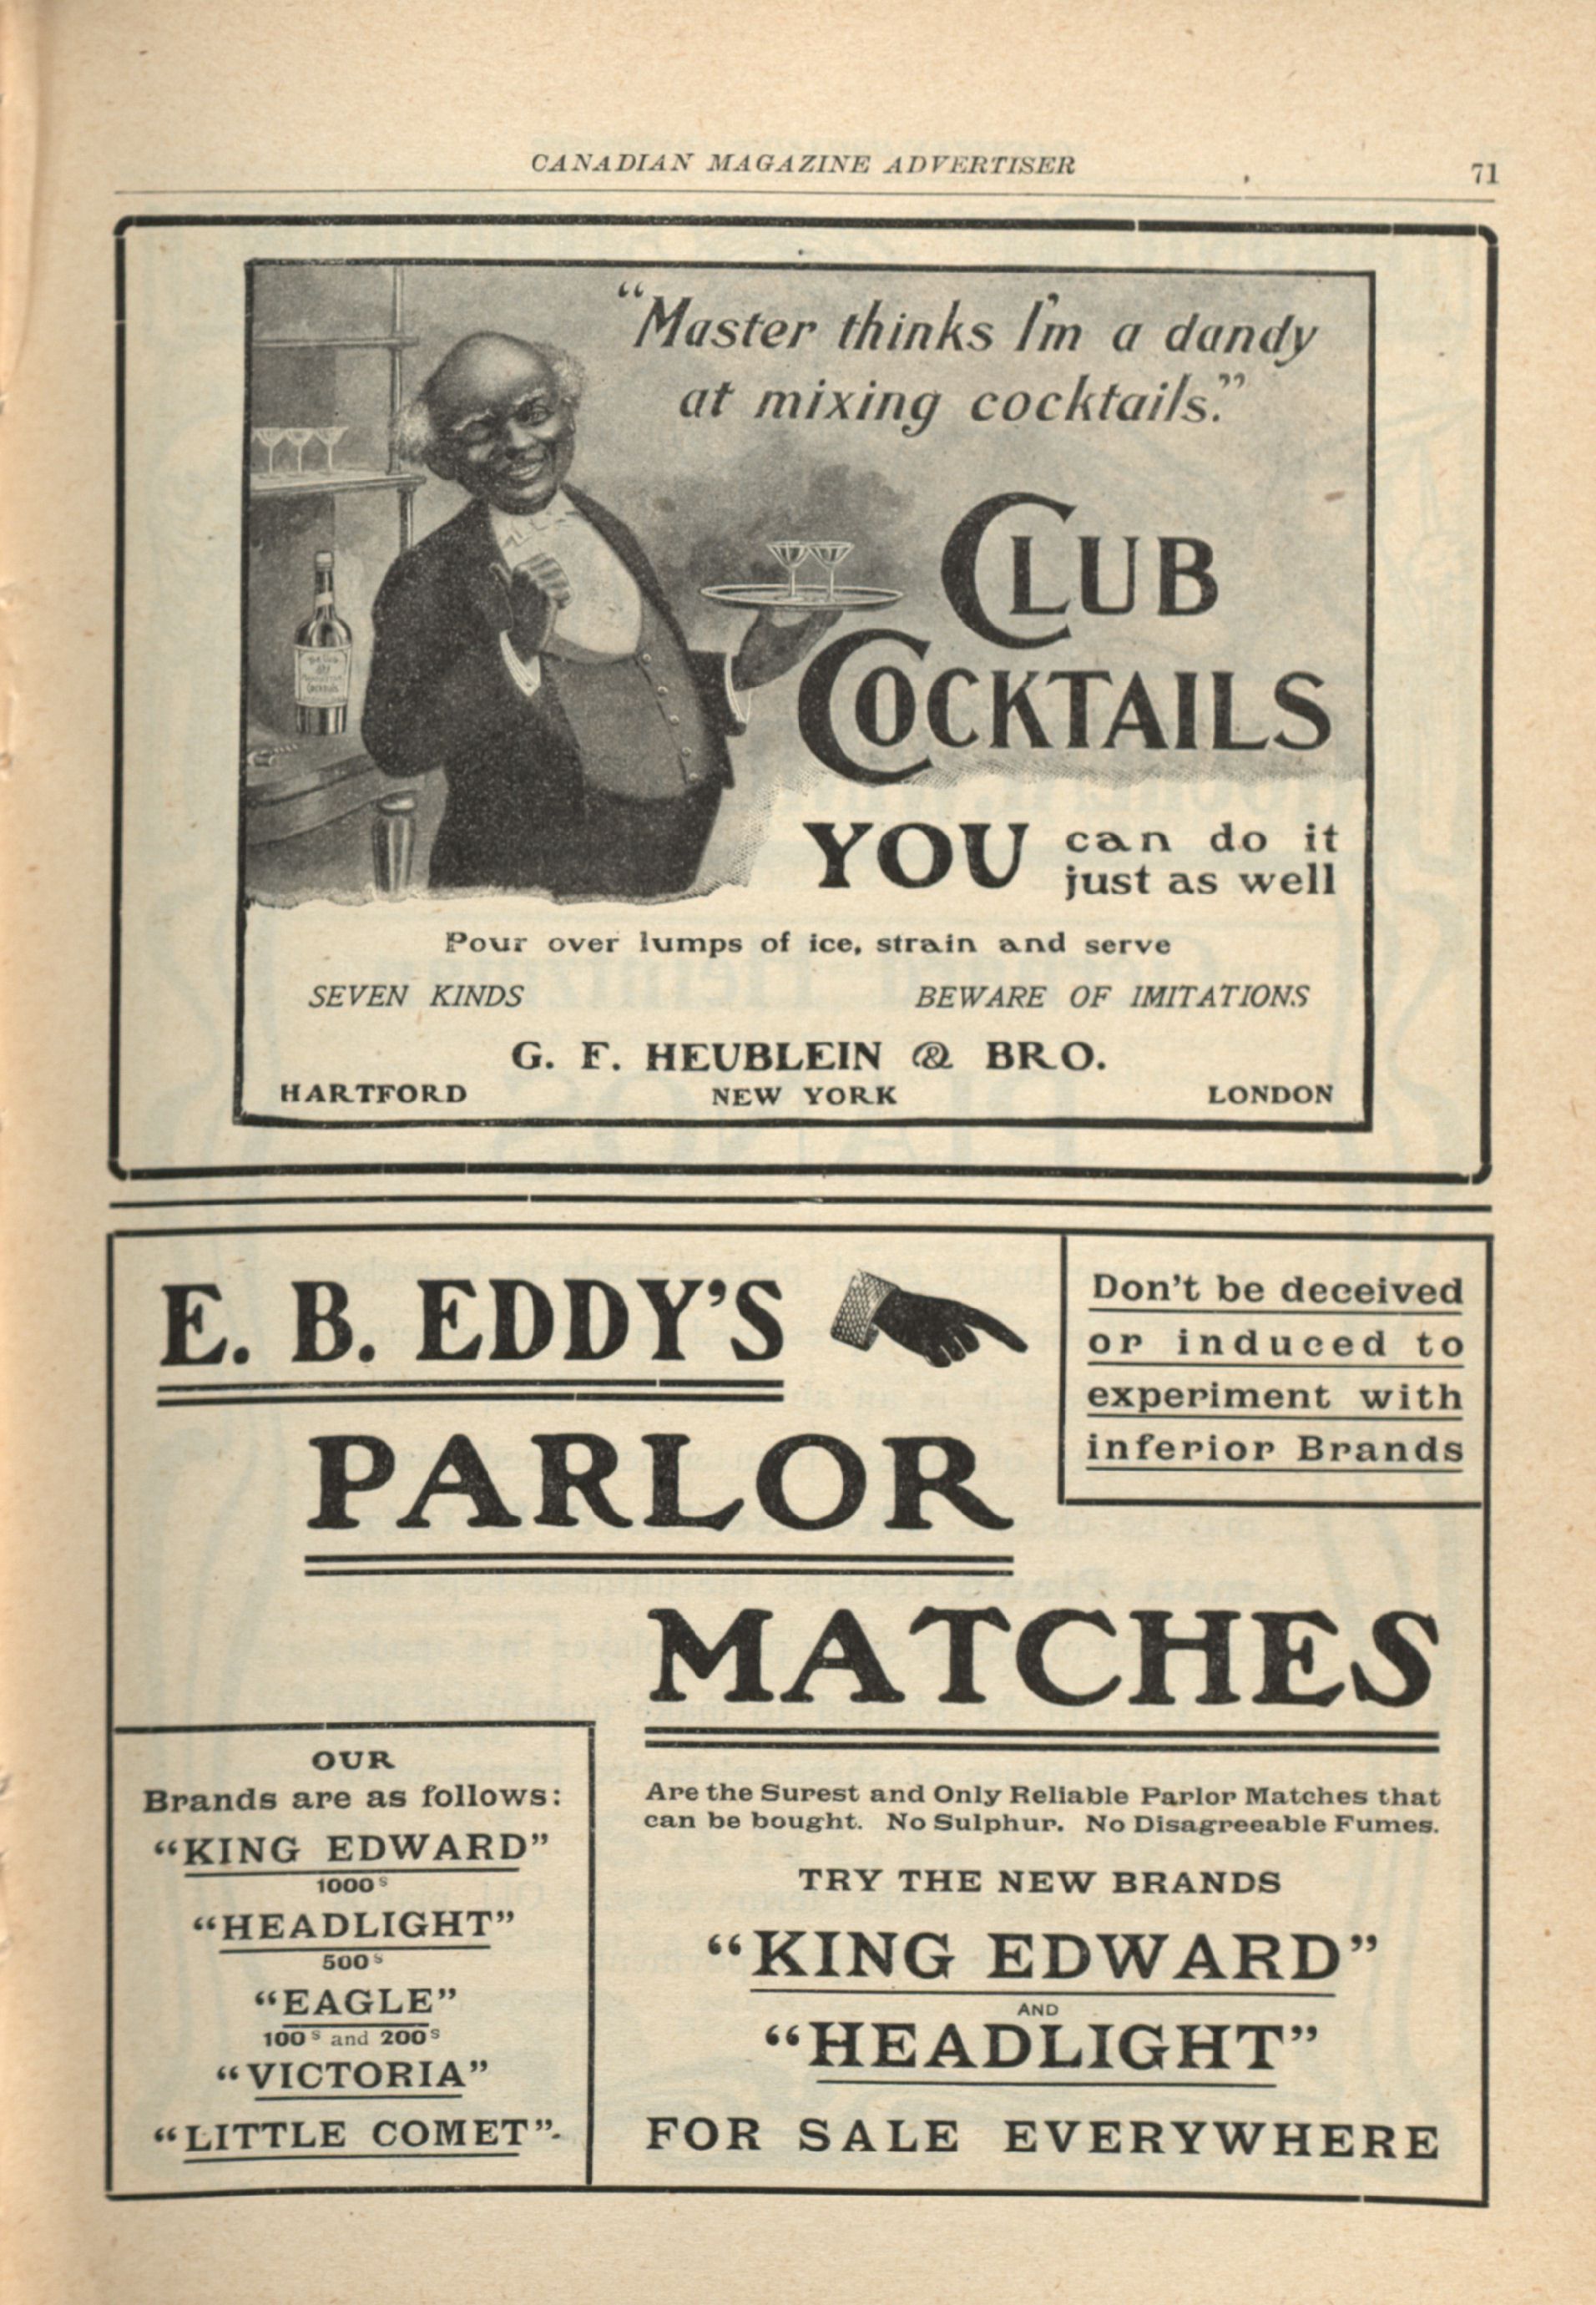 CANADIAN MAGAZINE ADVERTISER
71
“Master thinks I'm a dandy
at mixing cocktails.”
CLUB
COCKTAILS
YOU can do it
just as well
Pour over lumps of ice, strain and serve
SEVEN KINDS
BEWARE OF IMITATIONS
G. F. HEUBLEIN & BRO.
HARTFORD NEW YORK LONDON
E. B. EDDY'S
PARLOR
MATCHES
Don't be deceived
or induced to
experiment with
inferior Brands
OUR
Brands are as follows:
“KING EDWARD”
1000s
“HEADLIGHT”
500s
“EAGLE”
100s and 200s
“VICTORIA”
“LITTLE COMET”.
Are the Surest and Only Reliable Parlor Matches that
can be bought. No Sulphur. No Disagreeable Fumes.
TRY THE NEW BRANDS
“KING EDWARD”
AND
“HEADLIGHT”
FOR SALE EVERYWHERE